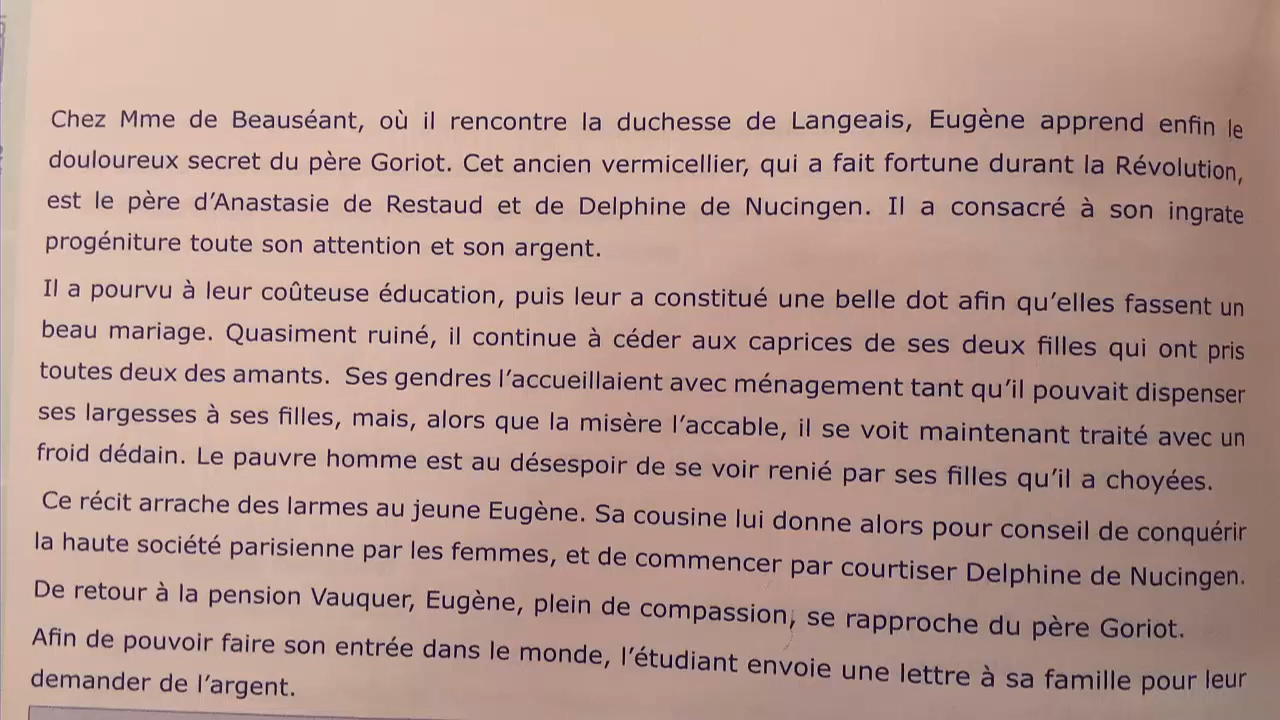 Chez Mme de Beauséant, où il rencontre la duchesse de Langeais, Eugène apprend enfin le
douloureux secret du père Goriot. Cet ancien vermicellier, qui a fait fortune durant la Révolution,
est le père d’Anastasie de Restaud et de Delphine de Nucingen. Il a consacré à son ingrate
progéniture toute son attention et son argent.
Il a pourvu à leur coûteuse éducation, puis leur a constitué une belle dot afin qu’elles fassent un
beau mariage. Quasiment ruiné, il continue à céder aux caprices de ses deux filles qui ont pris
toutes deux des amants. Ses gendres l’accueillaient avec ménagement tant qu’il pouvait dispenser
ses largesses à ses filles, mais, alors que la misère l’accable, il se voit maintenant traité avec un
froid dédain. Le pauvre homme est au désespoir de se voir renié par ses filles qu’il a choyées.
Ce récit arrache des larmes au jeune Eugène. Sa cousine lui donne alors pour conseil de conquérir
la haute société parisienne par les femmes, et de commencer par courtiser Delphine de Nucingen.
De retour à la pension Vauquer, Eugène, plein de compassion, se rapproche du père Goriot.
Afin de pouvoir faire son entrée dans le monde, l’étudiant envoie une lettre à sa famille pour leur
demander de l’argent.